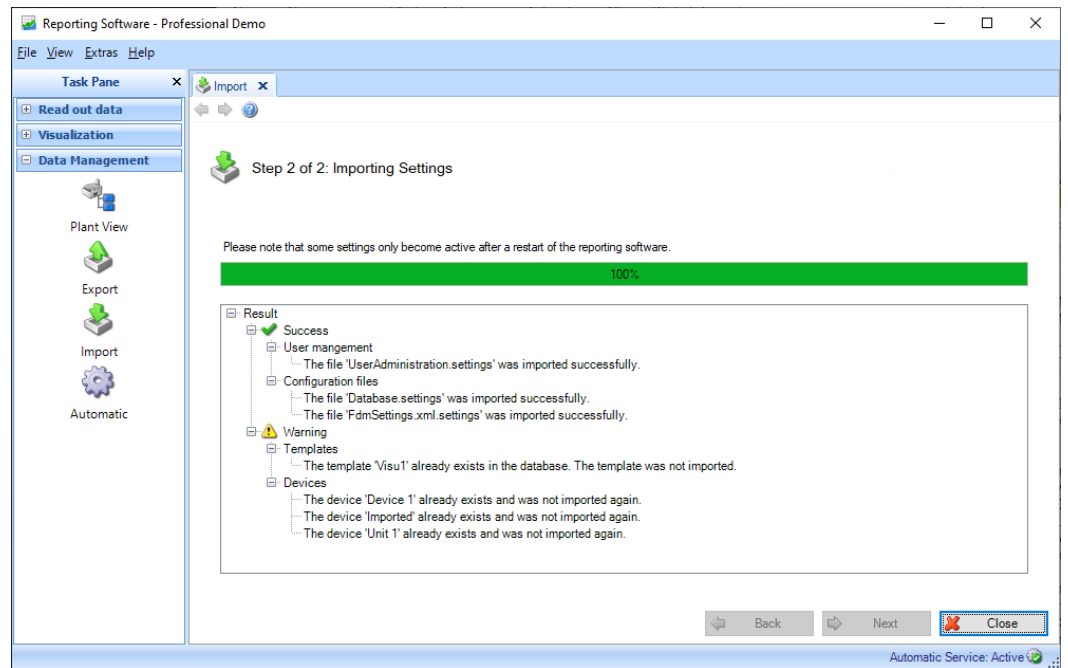 Reporting Software - Professional Demo
File View Extras Help
Task Pane
Import
Read out data
Visualization
Data Management
Step 2 of 2: Importing Settings
Plant View
Please note that some settings only become active after a restart of the reporting software.
100%
Export
Result
Success
User mangement
Import
The file 'UserAdministration.settings' was imported successfully.
Configuration files
The file 'Database.settings' was imported successfully.
Automatic
The file 'FdmSettings.xml.settings' was imported successfully.
Warning
Templates
The template 'Visu1' already exists in the database. The template was not imported.
Devices
The device 'Device 1' already exists and was not imported again.
The device 'Imported' already exists and was not imported again.
The device 'Unit 1' already exists and was not imported again.
Back Next Close
Automatic Service: Active